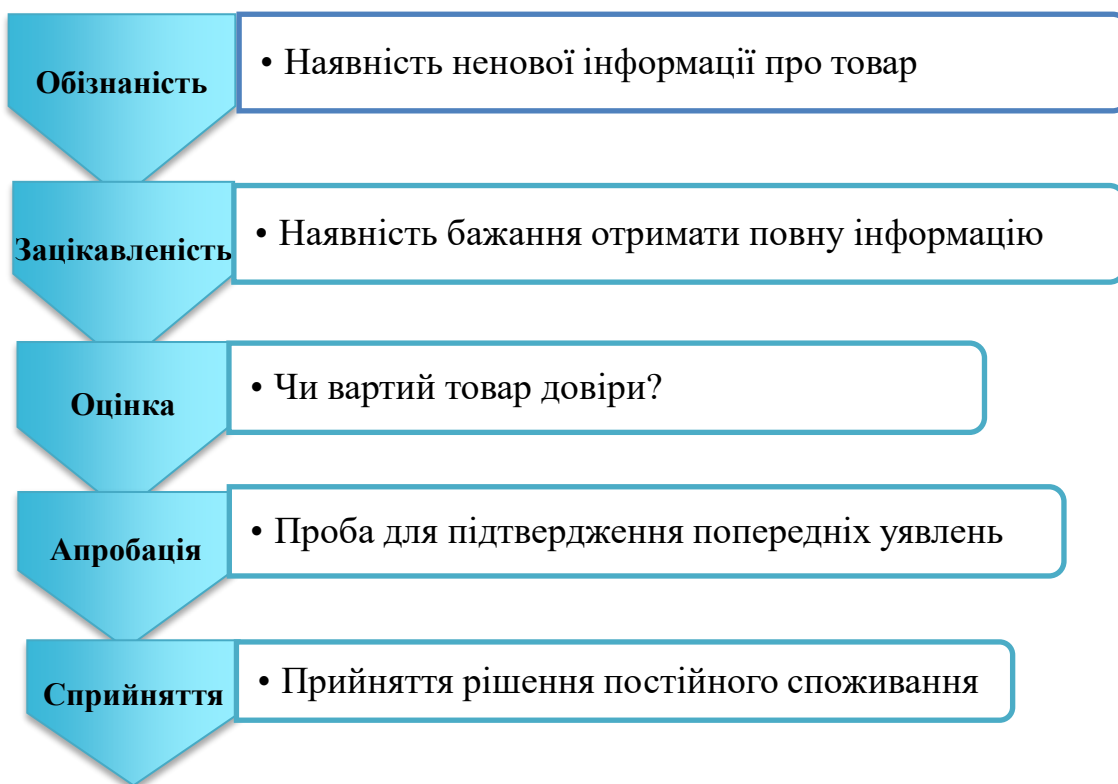 Обізнаність
• Наявність ненової інформації про товар
Зацікавленість
• Наявність бажання отримати повну інформацію
Оцінка
• Чи вартий товар довіри?
Апробація
• Проба для підтвердження попередніх уявлень
Сприйняття
• Прийняття рішення постійного споживання